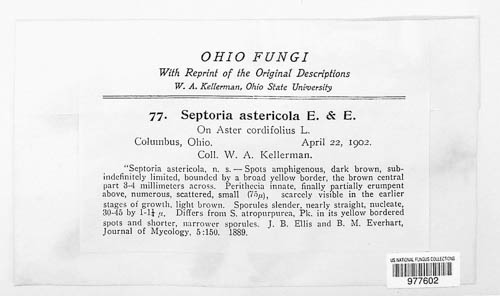 OHIO FUNGI
With Reprint of the Original Descriptions
W. A. Kellerman, Ohio State University
77. Septoria astericola E. & E.
On Aster cordifolius L.
Columbus, Ohio. April 22, 1902.
Coll. W. A. Kellerman.
"Septoria astericola, n. s. — Spots amphigenous, dark brown, sub-
indefinitely limited, bounded by a broad yellow border, the brown central
part 3-4 millimeters across. Perithecia innate, finally partially erumpent
above, numerous, scattered, small (75μ), scarcely visible in the earlier
stages of growth, light brown. Sporules slender, nearly straight, nucleate,
30-45 by 1-1¼ μ. Differs from S. atropurpurea, Pk. in its yellow bordered
spots and shorter, narrower sporules. J. B. Ellis and B. M. Everhart,
Journal of Mycology, 5:150. 1889.
US NATIONAL FUNGUS COLLECTIONS
977602